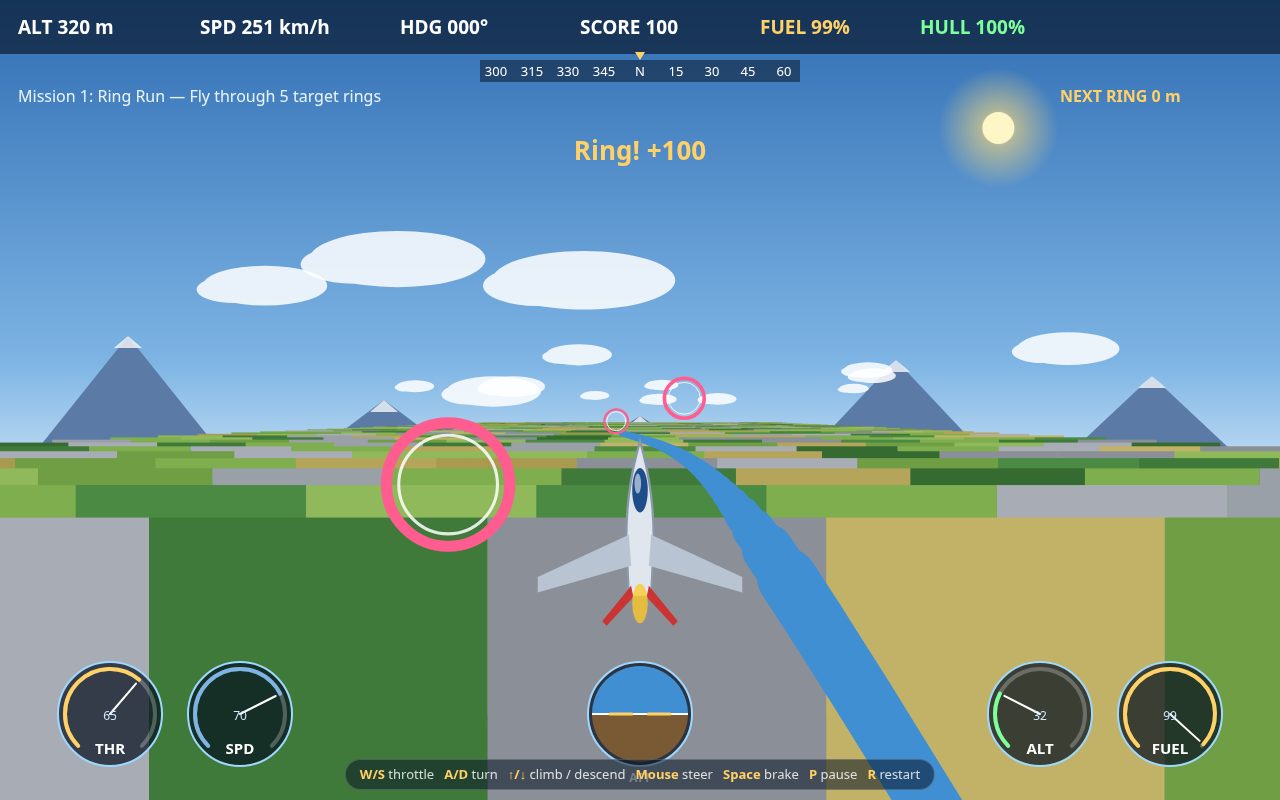 ALT 320 m SPD 251 km/h HDG 000° SCORE 100 FUEL 99% HULL 100%
300 315 330 345 N 15 30 45 60
Mission 1: Ring Run — Fly through 5 target rings
NEXT RING 0 m
Ring! +100
65
THR
70
SPD
32
ALT
99
FUEL
W/S throttle A/D turn ↑/↓ climb / descend Mouse steer Space brake P pause R restart